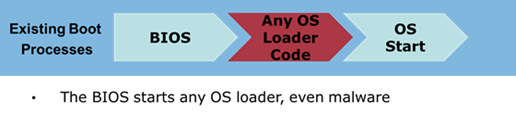 Existing Boot
Processes
BIOS
Any OS
Loader
Code
OS
Start
• The BIOS starts any OS loader, even malware